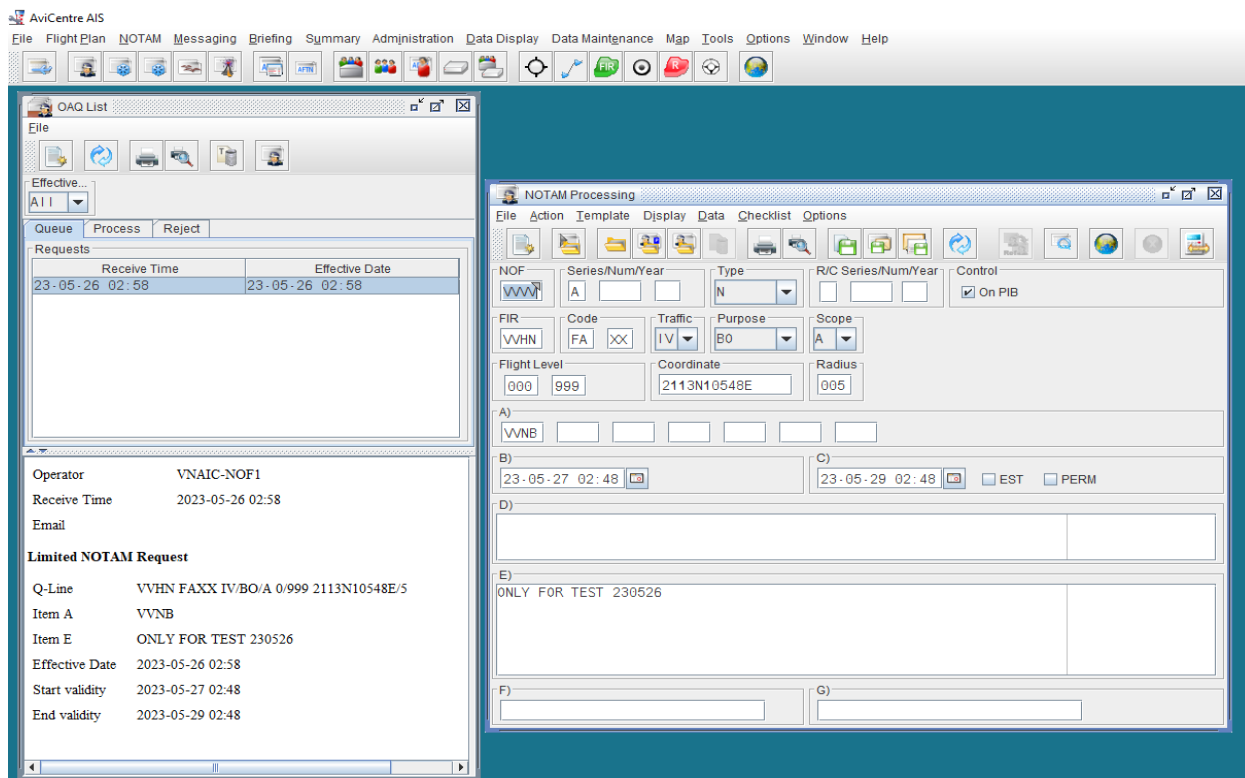 AviCentre AIS
File Flight Plan NOTAM Messaging Briefing Summary Administration Data Display Data Maintenance Map Tools Options Window Help
AFTN FIR R
OAQ List
File
Effective...
All
Queue Process Reject
Requests
Receive Time Effective Date
23-05-26 02:58 23-05-26 02:58
Operator VNAIC-NOF1
Receive Time 2023-05-26 02:58
Email
Limited NOTAM Request
Q-Line VVHN FAXX IV/BO/A 0/999 2113N10548E/5
Item A VVNB
Item E ONLY FOR TEST 230526
Effective Date 2023-05-26 02:58
Start validity 2023-05-27 02:48
End validity 2023-05-29 02:48
NOTAM Processing
File Action Template Display Data Checklist Options
NOF Series/Num/Year Type R/C Series/Num/Year Control
VVVV A N On PIB
FIR Code Traffic Purpose Scope
VVHN FA XX IV BO A
Flight Level Coordinate Radius
000 999 2113N10548E 005
A)
VVNB
B) C)
23-05-27 02:48 23-05-29 02:48 EST PERM
D)
E)
ONLY FOR TEST 230526
F) G)